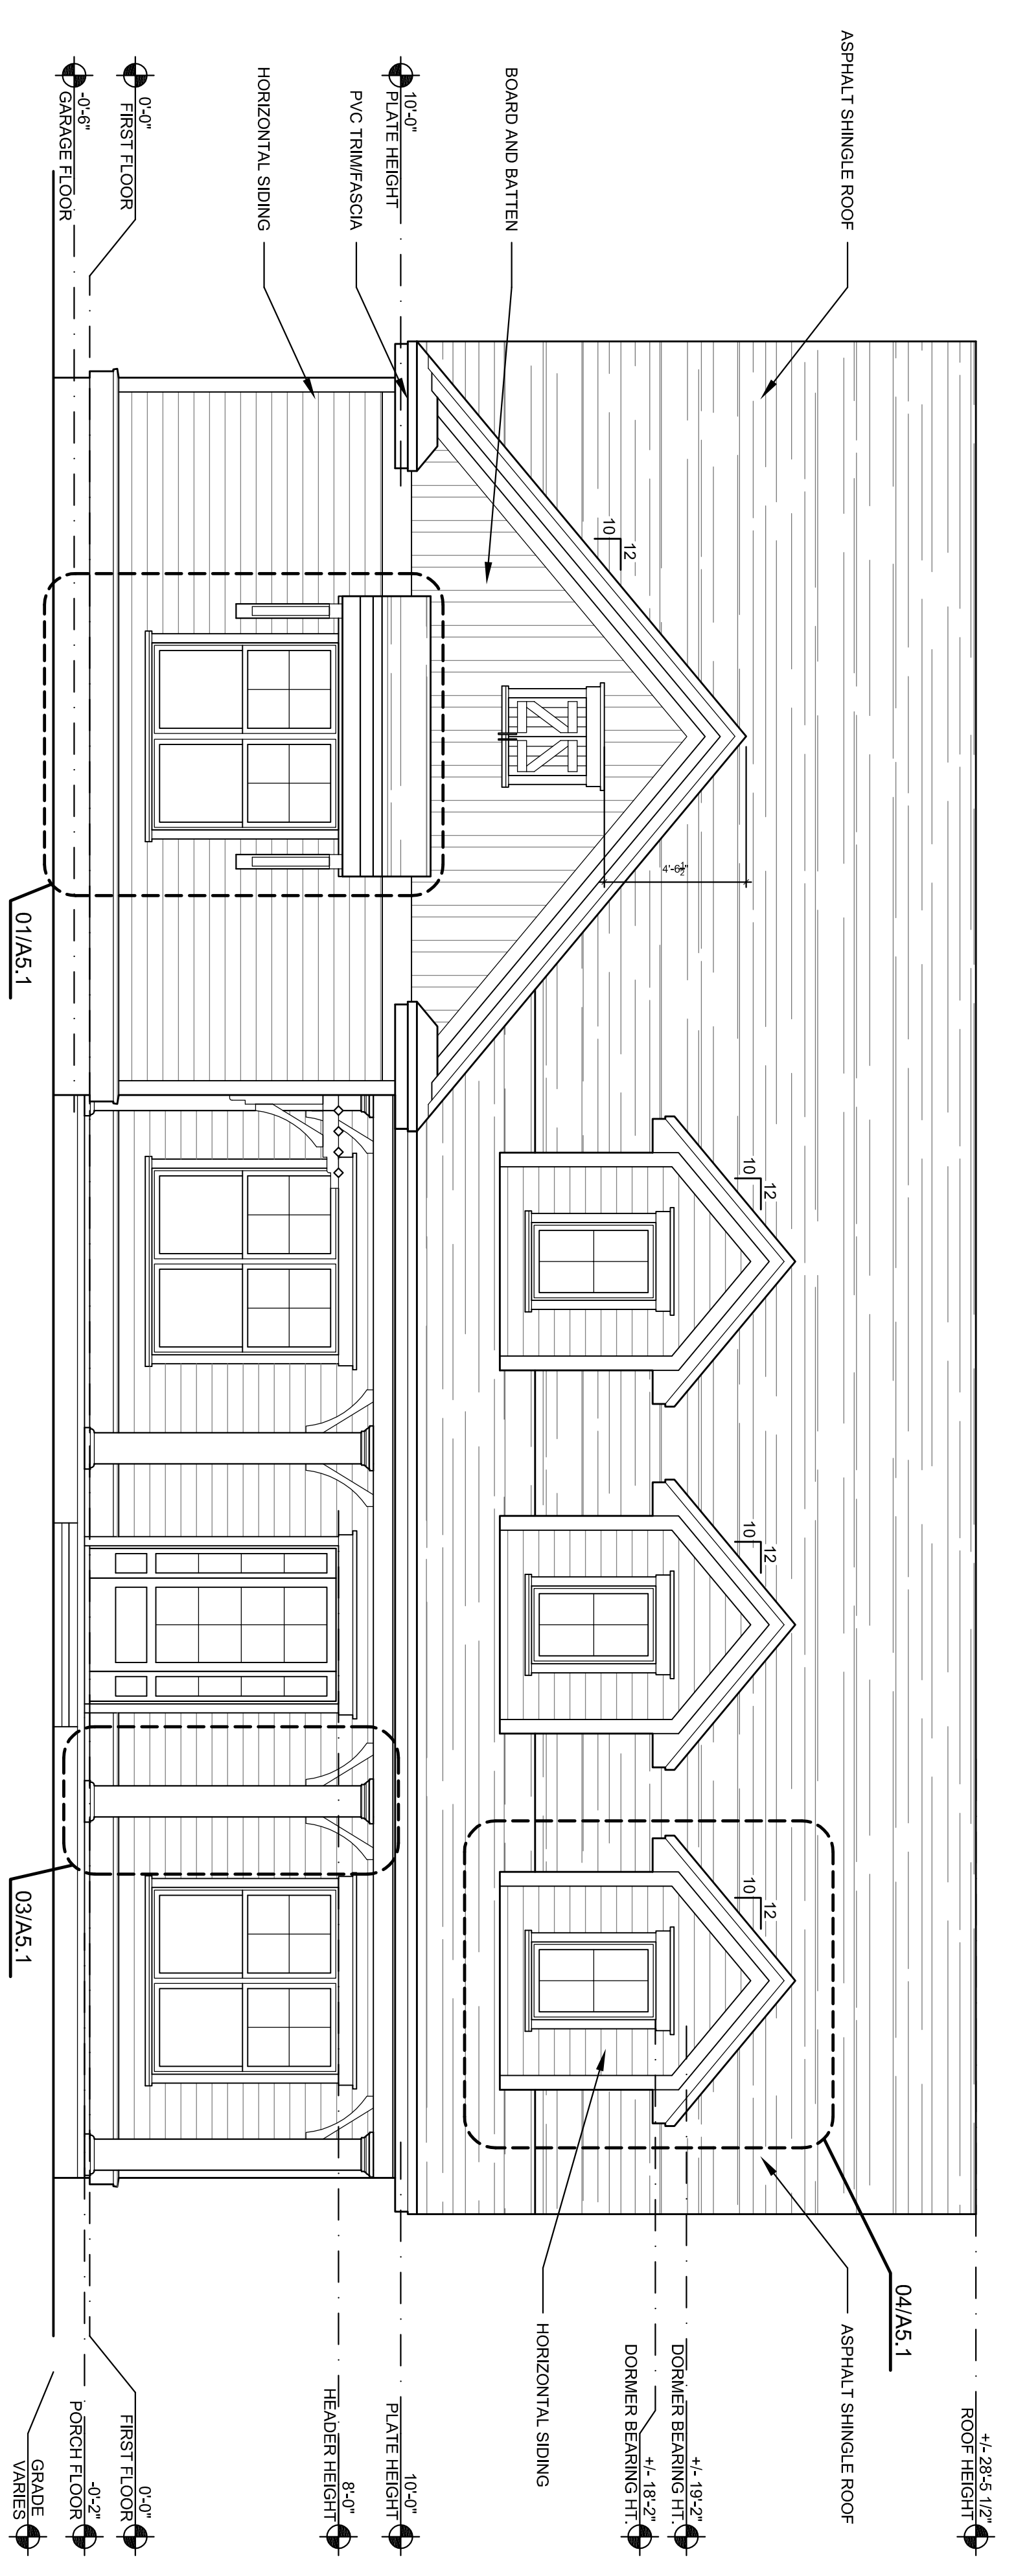 ASPHALT SHINGLE ROOF
BOARD AND BATTEN
10'-0"
PLATE HEIGHT
PVC TRIM/FASCIA
HORIZONTAL SIDING
0'-0"
FIRST FLOOR
-0'-6"
GARAGE FLOOR
12
10
4'-6½"
01/A5.1
12
10
12
10
12
10
03/A5.1
04/A5.1
ASPHALT SHINGLE ROOF
HORIZONTAL SIDING
+/- 28'-5 1/2"
ROOF HEIGHT
+/- 19'-2"
DORMER BEARING HT.
+/- 18'-2"
DORMER BEARING HT.
10'-0"
PLATE HEIGHT
8'-0"
HEADER HEIGHT
0'-0"
FIRST FLOOR
-0'-2"
PORCH FLOOR
GRADE
VARIES